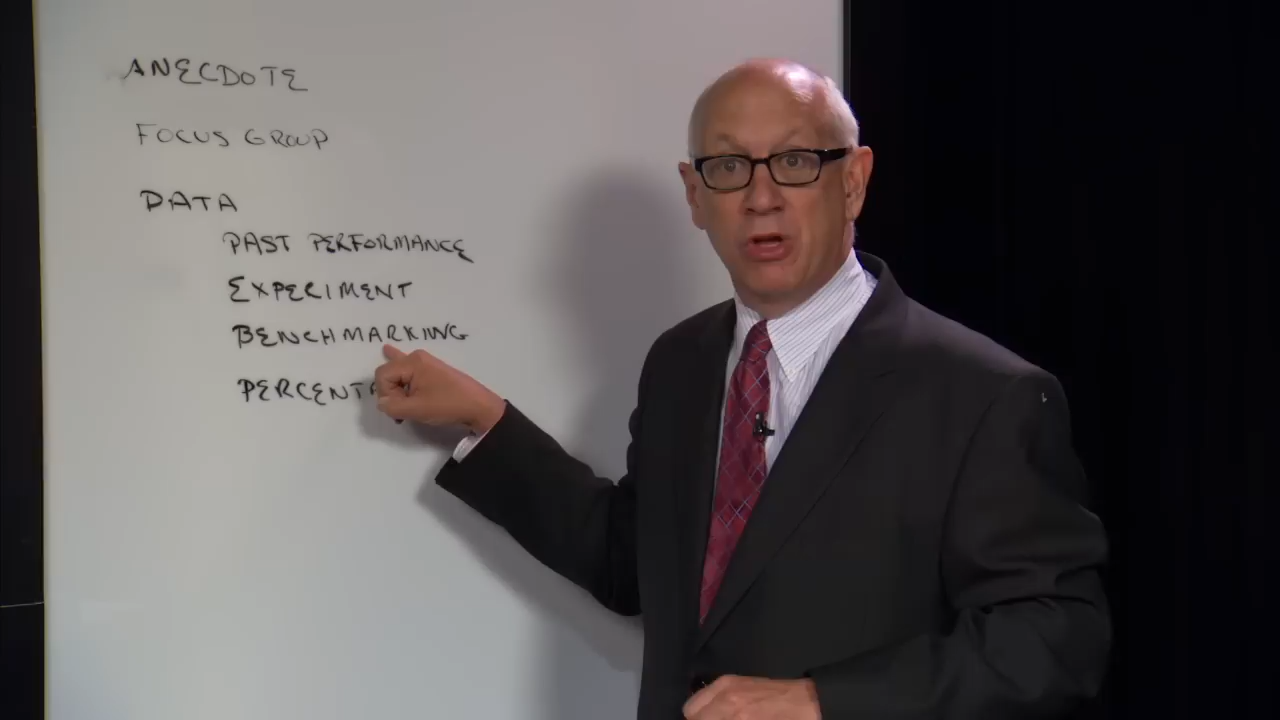 ANECDOTE
FOCUS GROUP
DATA
PAST PERFORMANCE
EXPERIMENT
BENCHMARKING